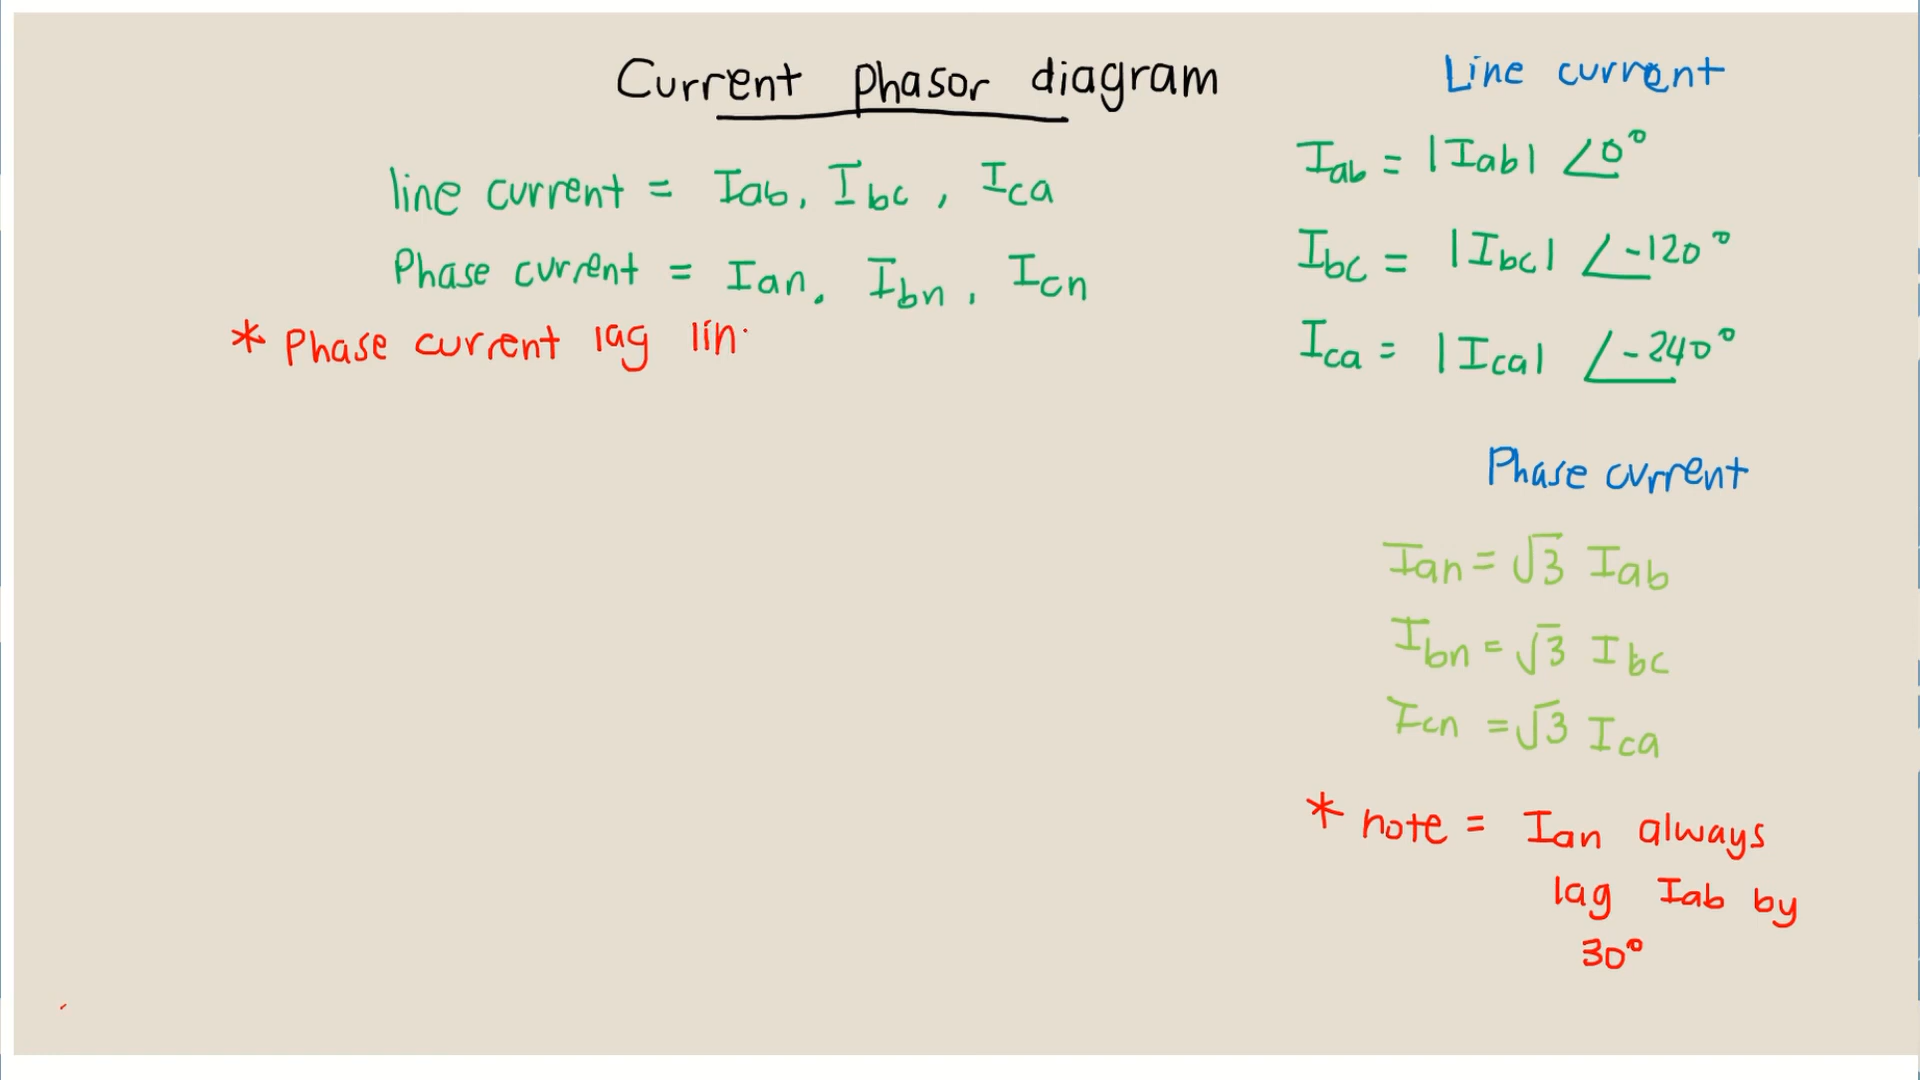 Current phasor diagram
line current = Iab, Ibc, Ica
Phase current = Ian, Ibn, Icn
* Phase current lag lin
Line current
Iab = |Iab| ∠0°
Ibc = |Ibc| ∠-120°
Ica = |Ica| ∠-240°
Phase current
Ian = √3 Iab
Ibn = √3 Ibc
Icn = √3 Ica
* note = Ian always
lag Iab by
30°